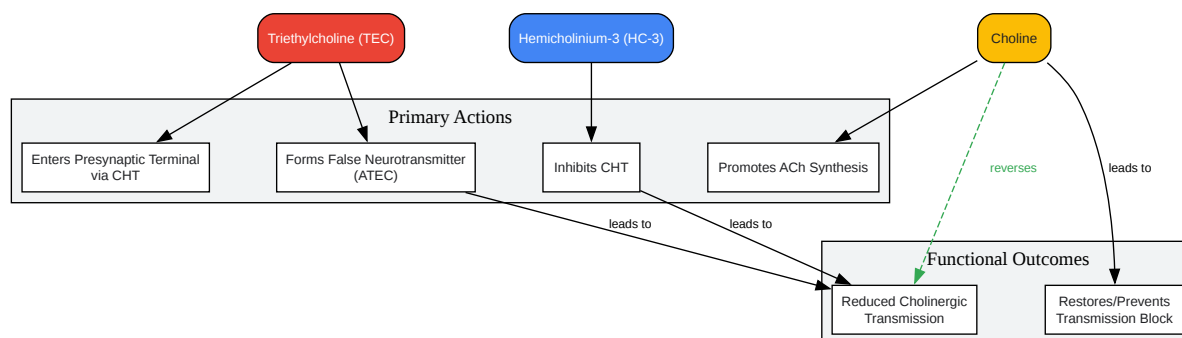 Triethylcholine (TEC)
Hemicholinium-3 (HC-3)
Choline
Primary Actions
Enters Presynaptic Terminal
via CHT
Forms False Neurotransmitter
(ATEC)
Inhibits CHT
Promotes ACh Synthesis
reverses
leads to
leads to
leads to
Functional Outcomes
Reduced Cholinergic
Transmission
Restores/Prevents
Transmission Block